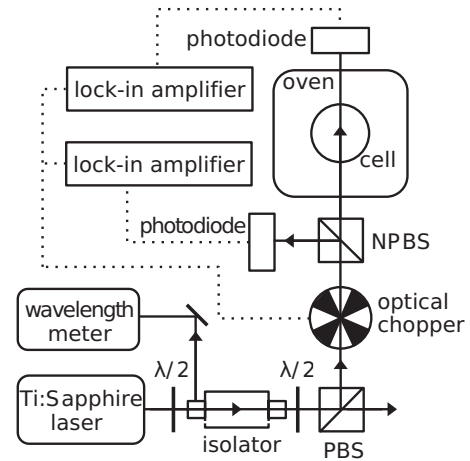 photodiode
lock-in amplifier
oven
cell
lock-in amplifier
photodiode
NPBS
optical
chopper
wavelength
meter
λ/2
λ/2
Ti:Sapphire
laser
isolator
PBS